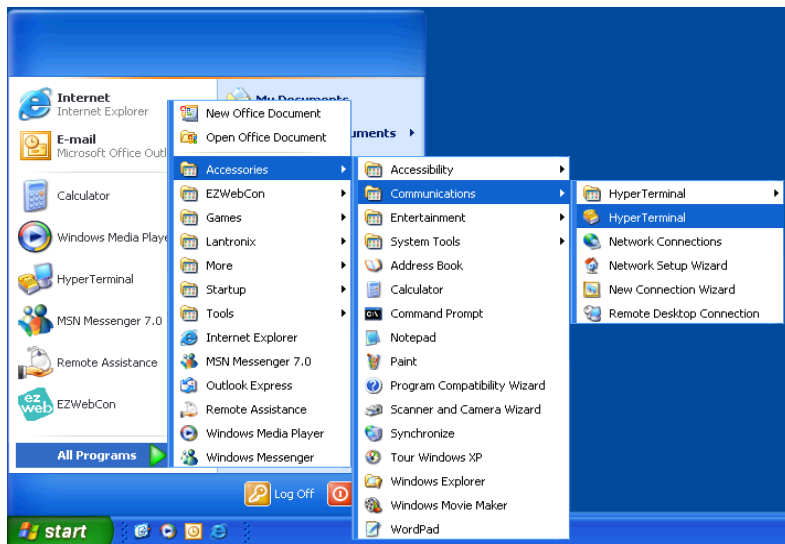 Internet
Internet Explorer
E-mail
Microsoft Office Outl
Calculator
Windows Media Playe
HyperTerminal
MSN Messenger 7.0
Remote Assistance
ez
web
EZWebCon
All Programs
My Documents
uments
New Office Document
Open Office Document
Accessories
EZWebCon
Games
Lantronix
More
Startup
Tools
Internet Explorer
MSN Messenger 7.0
Outlook Express
Remote Assistance
Windows Media Player
Windows Messenger
Accessibility
Communications
Entertainment
System Tools
Address Book
Calculator
Command Prompt
Notepad
Paint
Program Compatibility Wizard
Scanner and Camera Wizard
Synchronize
Tour Windows XP
Windows Explorer
Windows Movie Maker
WordPad
HyperTerminal
HyperTerminal
Network Connections
Network Setup Wizard
New Connection Wizard
Remote Desktop Connection
Log Off
start